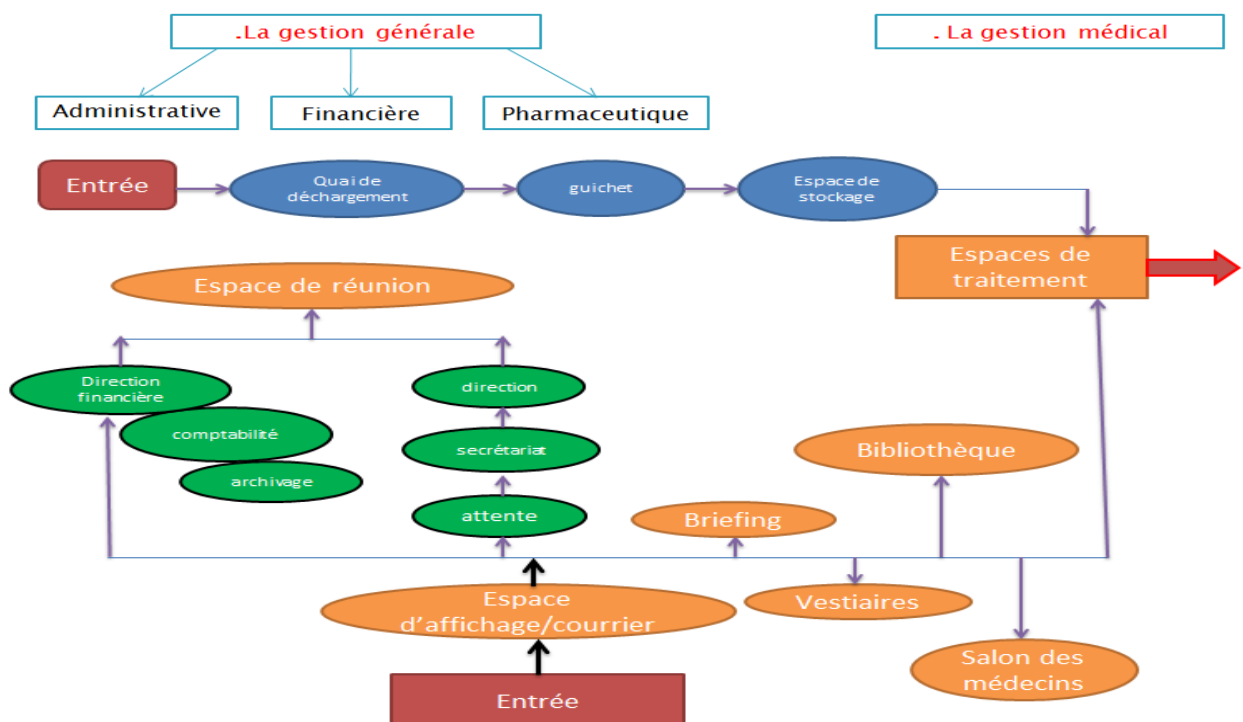 .La gestion générale
. La gestion médical
Administrative
Financière
Pharmaceutique
Entrée
Quai de
déchargement
guichet
Espace de
stockage
Espaces de
traitement
Espace de réunion
Direction
financière
direction
comptabilité
secrétariat
Bibliothèque
archivage
attente
Briefing
Espace
d’affichage/courrier
Vestiaires
Salon des
médecins
Entrée